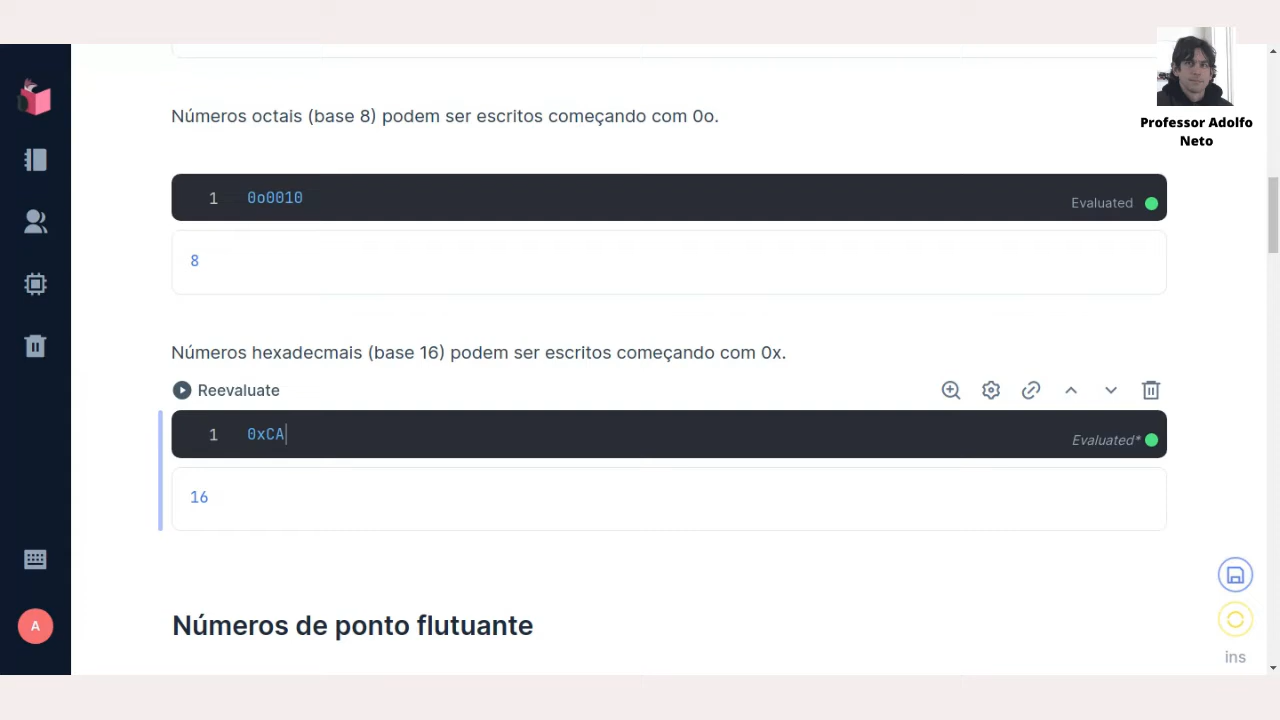 Professor Adolfo
Neto
Números octais (base 8) podem ser escritos começando com 0o.
1 0o0010
Evaluated
8
Números hexadecmais (base 16) podem ser escritos começando com 0x.
Reevaluate
1 0xCA
Evaluated*
16
Números de ponto flutuante
A
ins